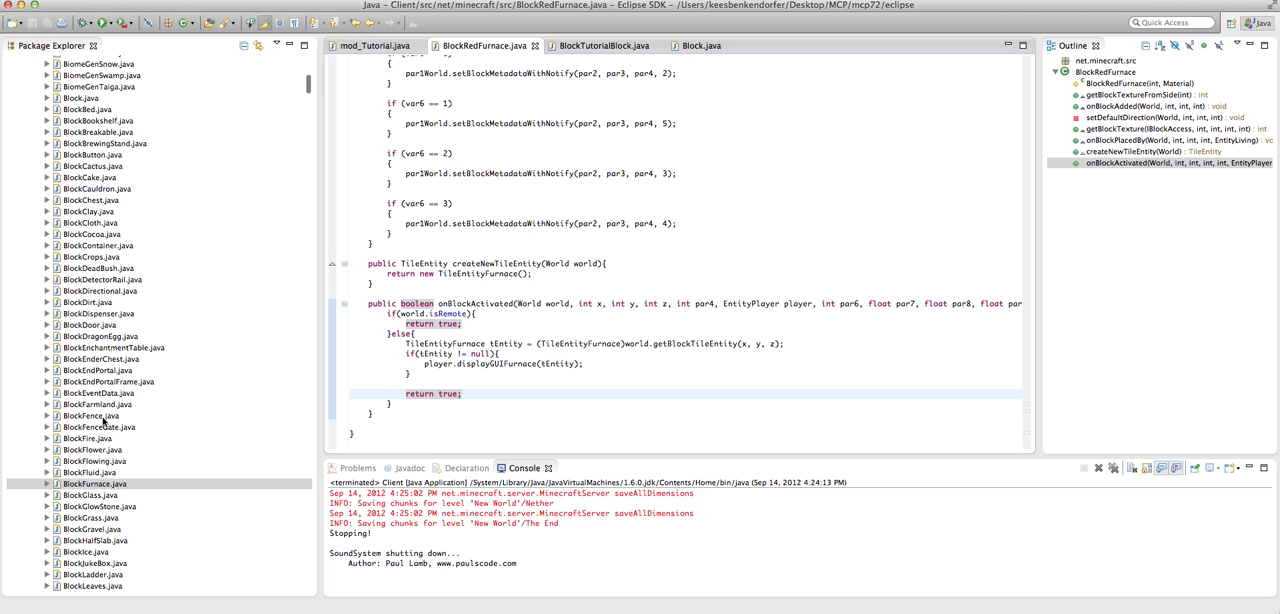 Java - Client/src/net/minecraft/src/BlockRedFurnace.java - Eclipse SDK - /Users/keesbenkendorfer/Desktop/MCP/mcp72/eclipse
Quick Access
Java
Package Explorer
BiomeGenSnow.java
BiomeGenSwamp.java
BiomeGenTaiga.java
Block.java
BlockBed.java
BlockBookshelf.java
BlockBreakable.java
BlockBrewingStand.java
BlockButton.java
BlockCactus.java
BlockCake.java
BlockCauldron.java
BlockChest.java
BlockClay.java
BlockCloth.java
BlockCocoa.java
BlockContainer.java
BlockCrops.java
BlockDeadBush.java
BlockDetectorRail.java
BlockDirectional.java
BlockDirt.java
BlockDispenser.java
BlockDoor.java
BlockDragonEgg.java
BlockEnchantmentTable.java
BlockEnderChest.java
BlockEndPortal.java
BlockEndPortalFrame.java
BlockEventData.java
BlockFarmland.java
BlockFence.java
BlockFenceGate.java
BlockFire.java
BlockFlower.java
BlockFlowing.java
BlockFluid.java
BlockFurnace.java
BlockGlass.java
BlockGlowStone.java
BlockGrass.java
BlockGravel.java
BlockHalfSlab.java
BlockIce.java
BlockJukeBox.java
BlockLadder.java
BlockLeaves.java
mod_Tutorial.java
BlockRedFurnace.java
BlockTutorialBlock.java
Block.java
{
par1World.setBlockMetadataWithNotify(par2, par3, par4, 2);
}
if (var6 == 1)
{
par1World.setBlockMetadataWithNotify(par2, par3, par4, 5);
}
if (var6 == 2)
{
par1World.setBlockMetadataWithNotify(par2, par3, par4, 3);
}
if (var6 == 3)
{
par1World.setBlockMetadataWithNotify(par2, par3, par4, 4);
}
}
public TileEntity createNewTileEntity(World world){
return new TileEntityFurnace();
}
public boolean onBlockActivated(World world, int x, int y, int z, int par4, EntityPlayer player, int par6, float par7, float par8, float par
if(world.isRemote){
return true;
}else{
TileEntityFurnace tEntity = (TileEntityFurnace)world.getBlockTileEntity(x, y, z);
if(tEntity != null){
player.displayGUIFurnace(tEntity);
}
return true;
}
}
}
Outline
net.minecraft.src
BlockRedFurnace
BlockRedFurnace(int, Material)
getBlockTextureFromSide(int) : int
onBlockAdded(World, int, int, int) : void
setDefaultDirection(World, int, int, int) : void
getBlockTexture(IBlockAccess, int, int, int, int) : int
onBlockPlacedBy(World, int, int, int, EntityLiving) : vo
createNewTileEntity(World) : TileEntity
onBlockActivated(World, int, int, int, int, EntityPlayer
Problems
Javadoc
Declaration
Console
<terminated> Client [Java Application] /System/Library/Java/JavaVirtualMachines/1.6.0.jdk/Contents/Home/bin/java (Sep 14, 2012 4:24:13 PM)
Sep 14, 2012 4:25:02 PM net.minecraft.server.MinecraftServer saveAllDimensions
INFO: Saving chunks for level 'New World'/Nether
Sep 14, 2012 4:25:02 PM net.minecraft.server.MinecraftServer saveAllDimensions
INFO: Saving chunks for level 'New World'/The End
Stopping!
SoundSystem shutting down...
Author: Paul Lamb, www.paulscode.com